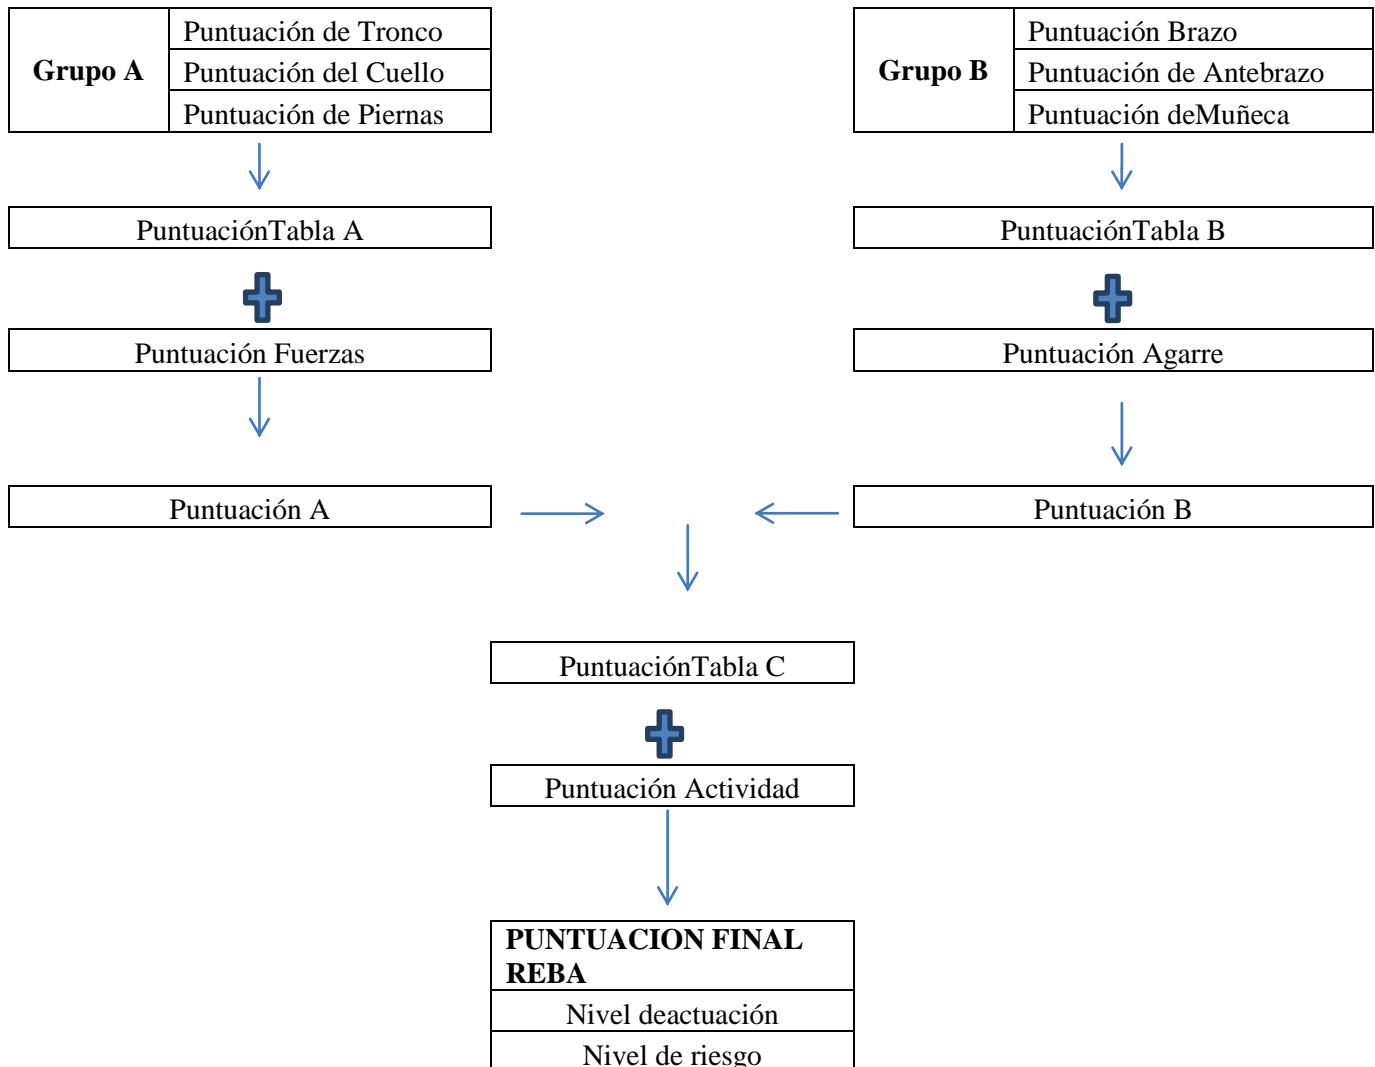 Grupo A
Puntuación de Tronco
Puntuación del Cuello
Puntuación de Piernas
Grupo B
Puntuación Brazo
Puntuación de Antebrazo
Puntuación deMuñeca
PuntuaciónTabla A
PuntuaciónTabla B
Puntuación Fuerzas
Puntuación Agarre
Puntuación A
Puntuación B
PuntuaciónTabla C
Puntuación Actividad
PUNTUACION FINAL
REBA
Nivel deactuación
Nivel de riesgo